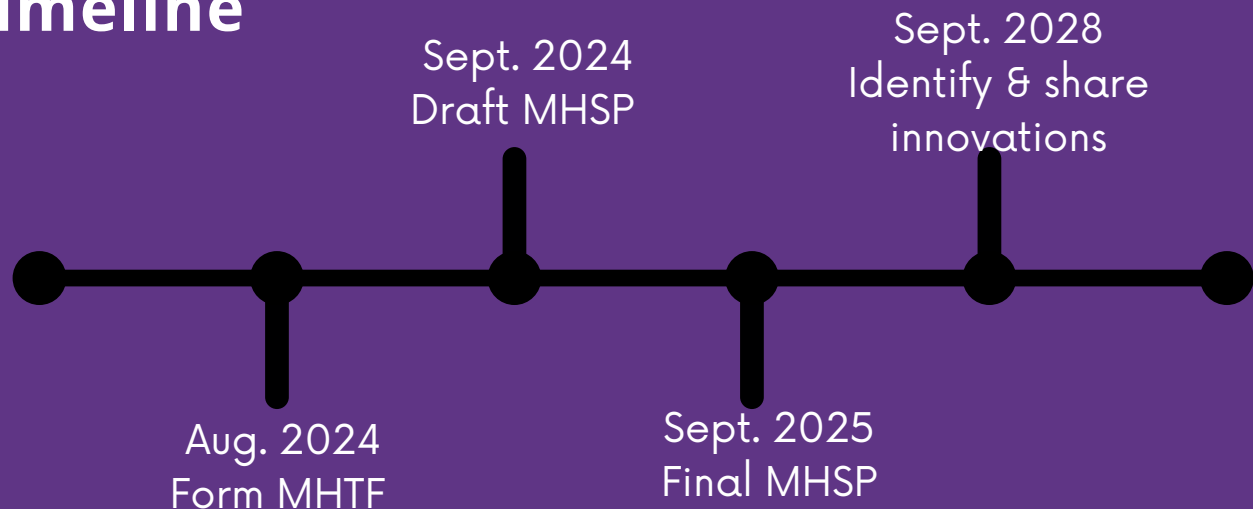 imeline
Sept. 2024
Draft MHSP
Sept. 2028
Identify & share
innovations
Aug. 2024
Form MHTF
Sept. 2025
Final MHSP